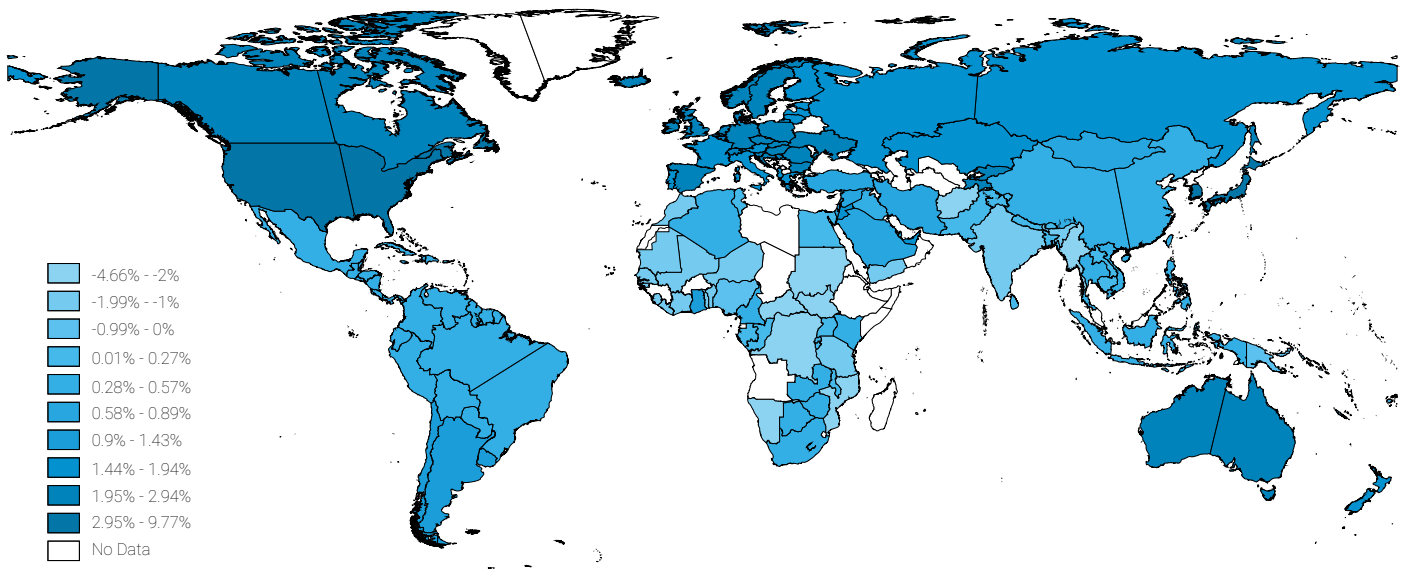 -4.66% - -2%
-1.99% - -1%
-0.99% - 0%
0.01% - 0.27%
0.28% - 0.57%
0.58% - 0.89%
0.9% - 1.43%
1.44% - 1.94%
1.95% - 2.94%
2.95% - 9.77%
No Data